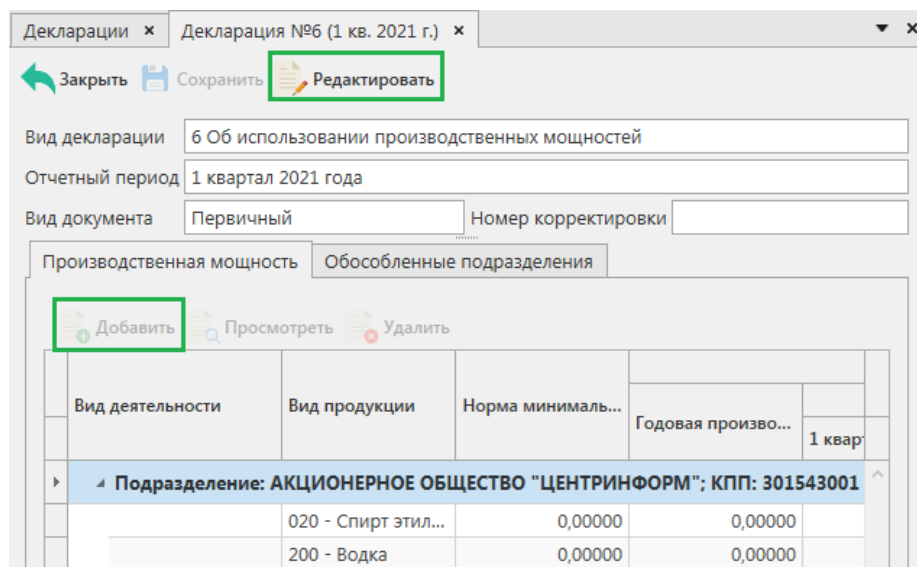 Декларации × Декларация №6 (1 кв. 2021 г.) ×
Закрыть Сохранить Редактировать
Вид декларации 6 Об использовании производственных мощностей
Отчетный период 1 квартал 2021 года
Вид документа Первичный Номер корректировки
Производственная мощность Обособленные подразделения
Добавить Просмотреть Удалить
Вид деятельности Вид продукции Норма минималь... Годовая произво... 1 кварт
Подразделение: АКЦИОНЕРНОЕ ОБЩЕСТВО "ЦЕНТРИНФОРМ"; КПП: 301543001
020 - Спирт этил... 0,00000 0,00000
200 - Водка 0,00000 0,00000